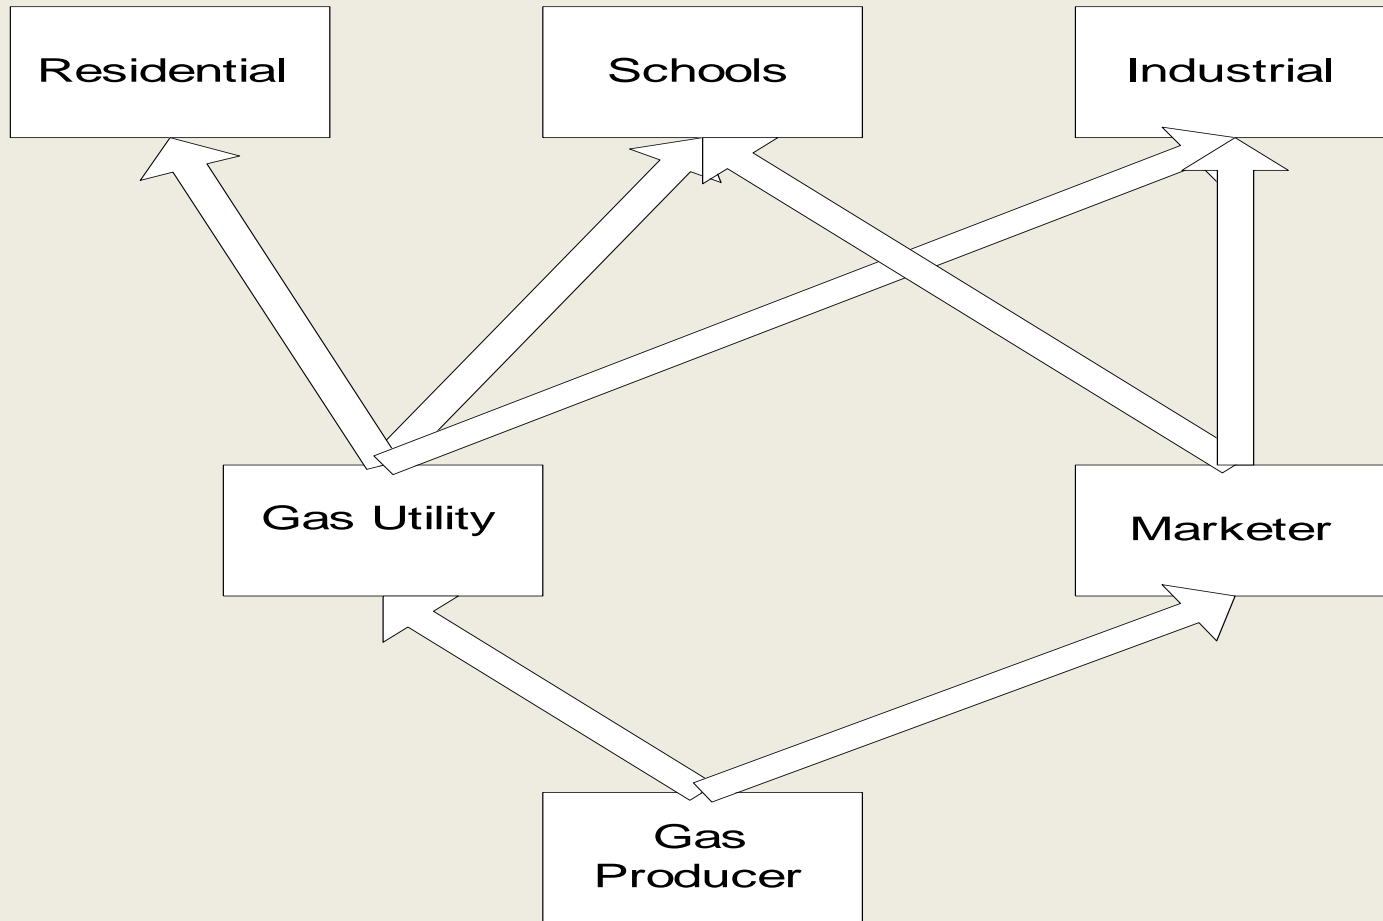 Residential
Schools
Industrial
Gas Utility
Marketer
Gas
Producer